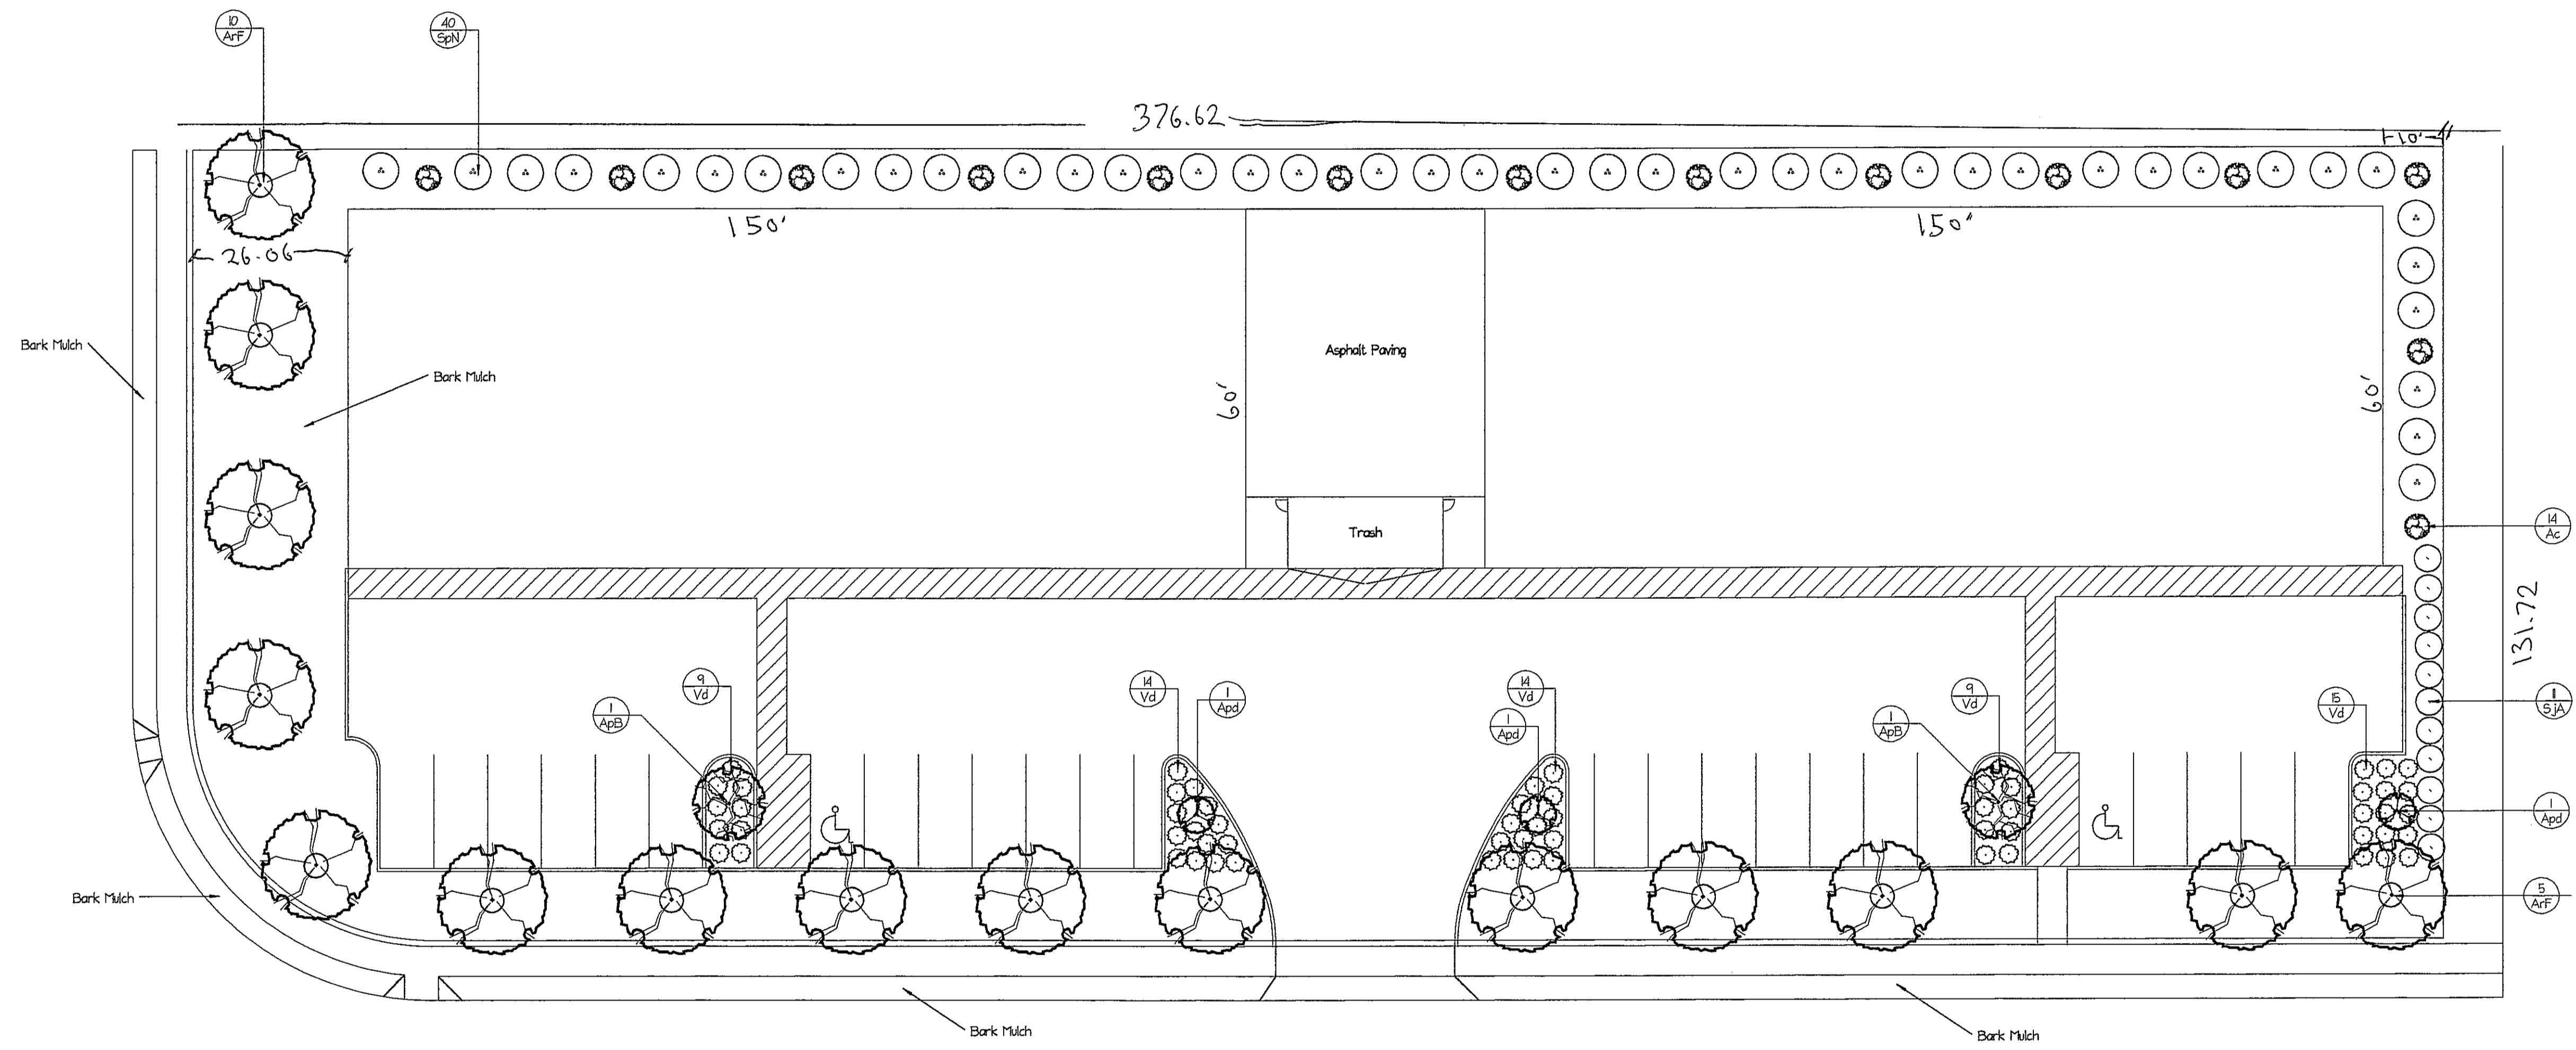 10
ArF
40
SpN
376.62
10'
150'
150"
26.06
Bark Mulch
Bark Mulch
Asphalt Paving
60'
60'
Trash
14
Ac
131.72
9
Vd
1
ApB
14
Vd
1
Apd
14
Vd
1
Apd
9
Vd
1
ApB
15
Vd
11
SjA
1
Apd
Bark Mulch
5
ArF
Bark Mulch
Bark Mulch